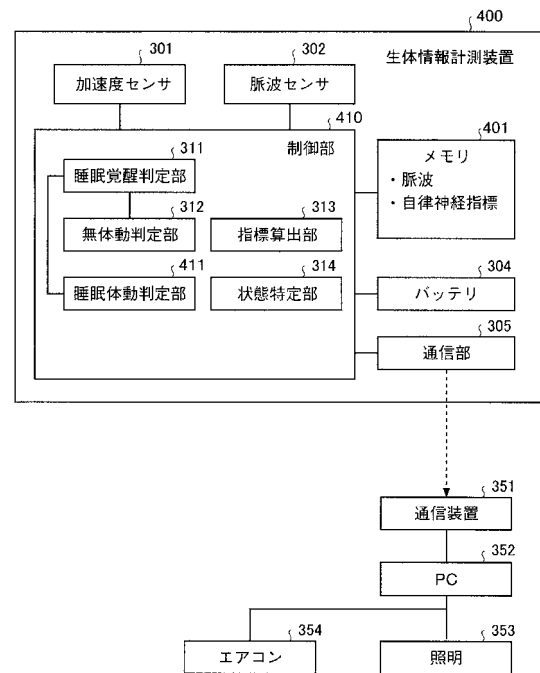 400
生体情報計測装置
301
302
加速度センサ
脈波センサ
410
制御部
401
メモリ
・脈波
・自律神経指標
311
睡眠覚醒判定部
312
313
無体動判定部
指標算出部
411
314
睡眠体動判定部
状態特定部
304
バッテリ
305
通信部
351
通信装置
352
PC
354
353
エアコン
照明